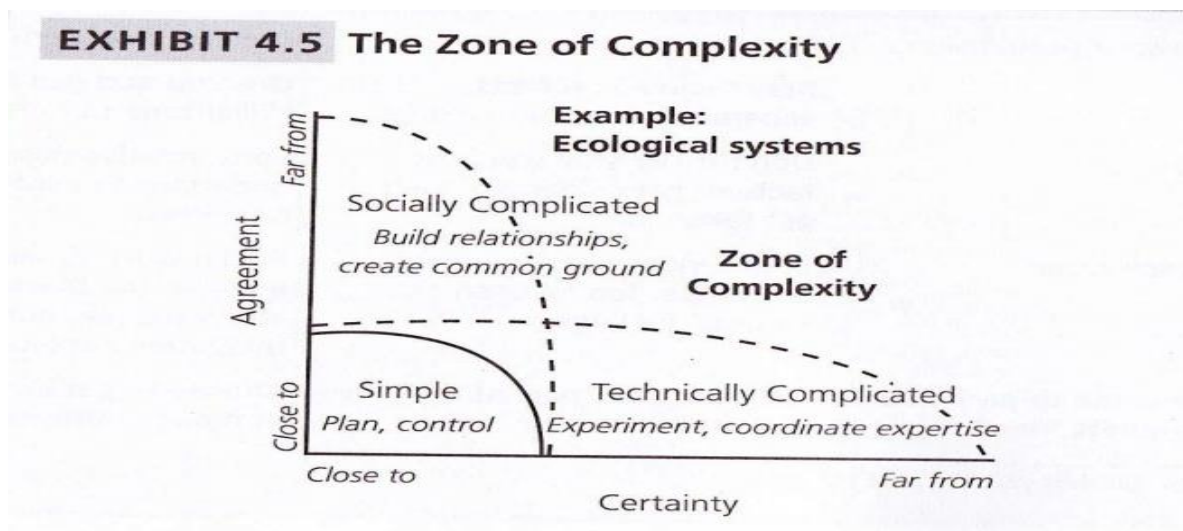 EXHIBIT 4.5 The Zone of Complexity
Example:
Ecological systems
Far from
Agreement
Close to
Socially Complicated
Build relationships,
create common ground
Zone of
Complexity
Simple
Plan, control
Technically Complicated
Experiment, coordinate expertise
Close to
Far from
Certainty